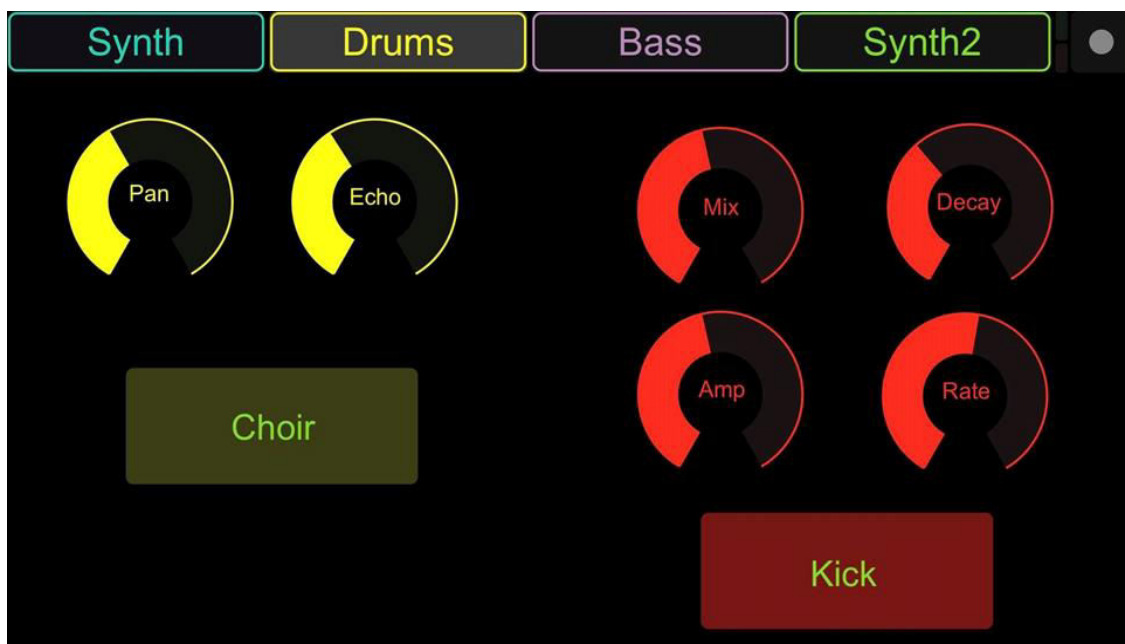 Synth Drums Bass Synth2
Pan Echo Mix Decay
Amp Rate
Choir
Kick